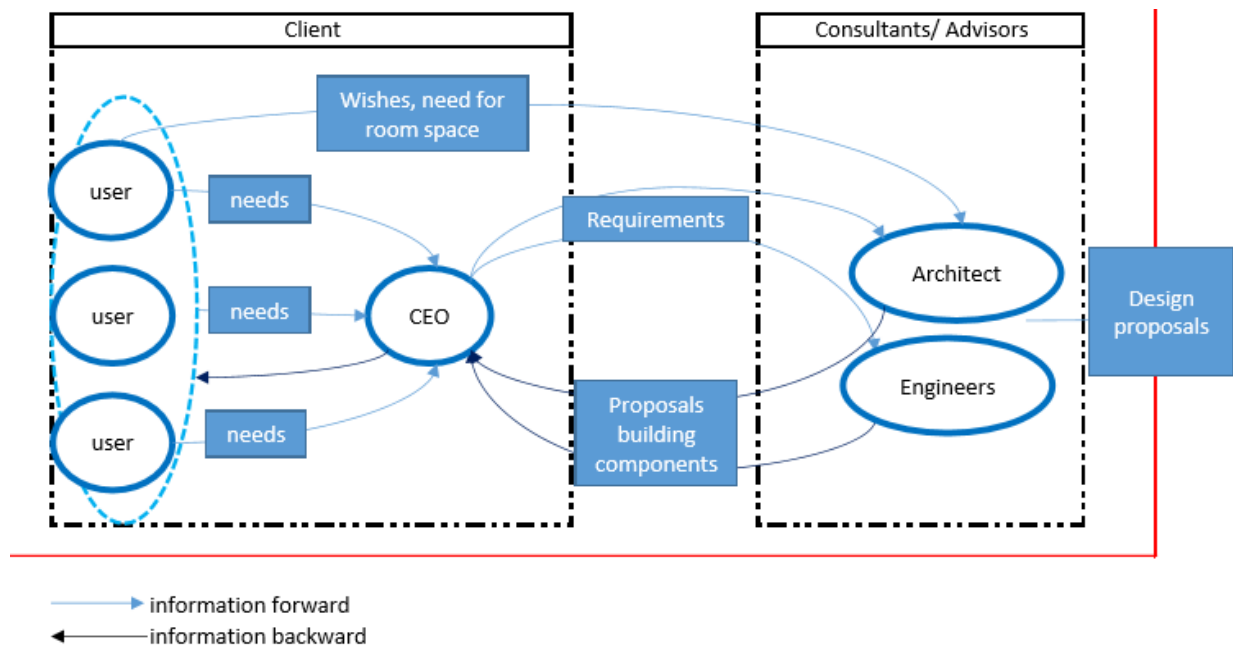 Client
Consultants/ Advisors
Wishes, need for
room space
user
needs
Requirements
Architect
Design
proposals
user
needs
CEO
Engineers
Proposals
building
components
user
needs
information forward
information backward